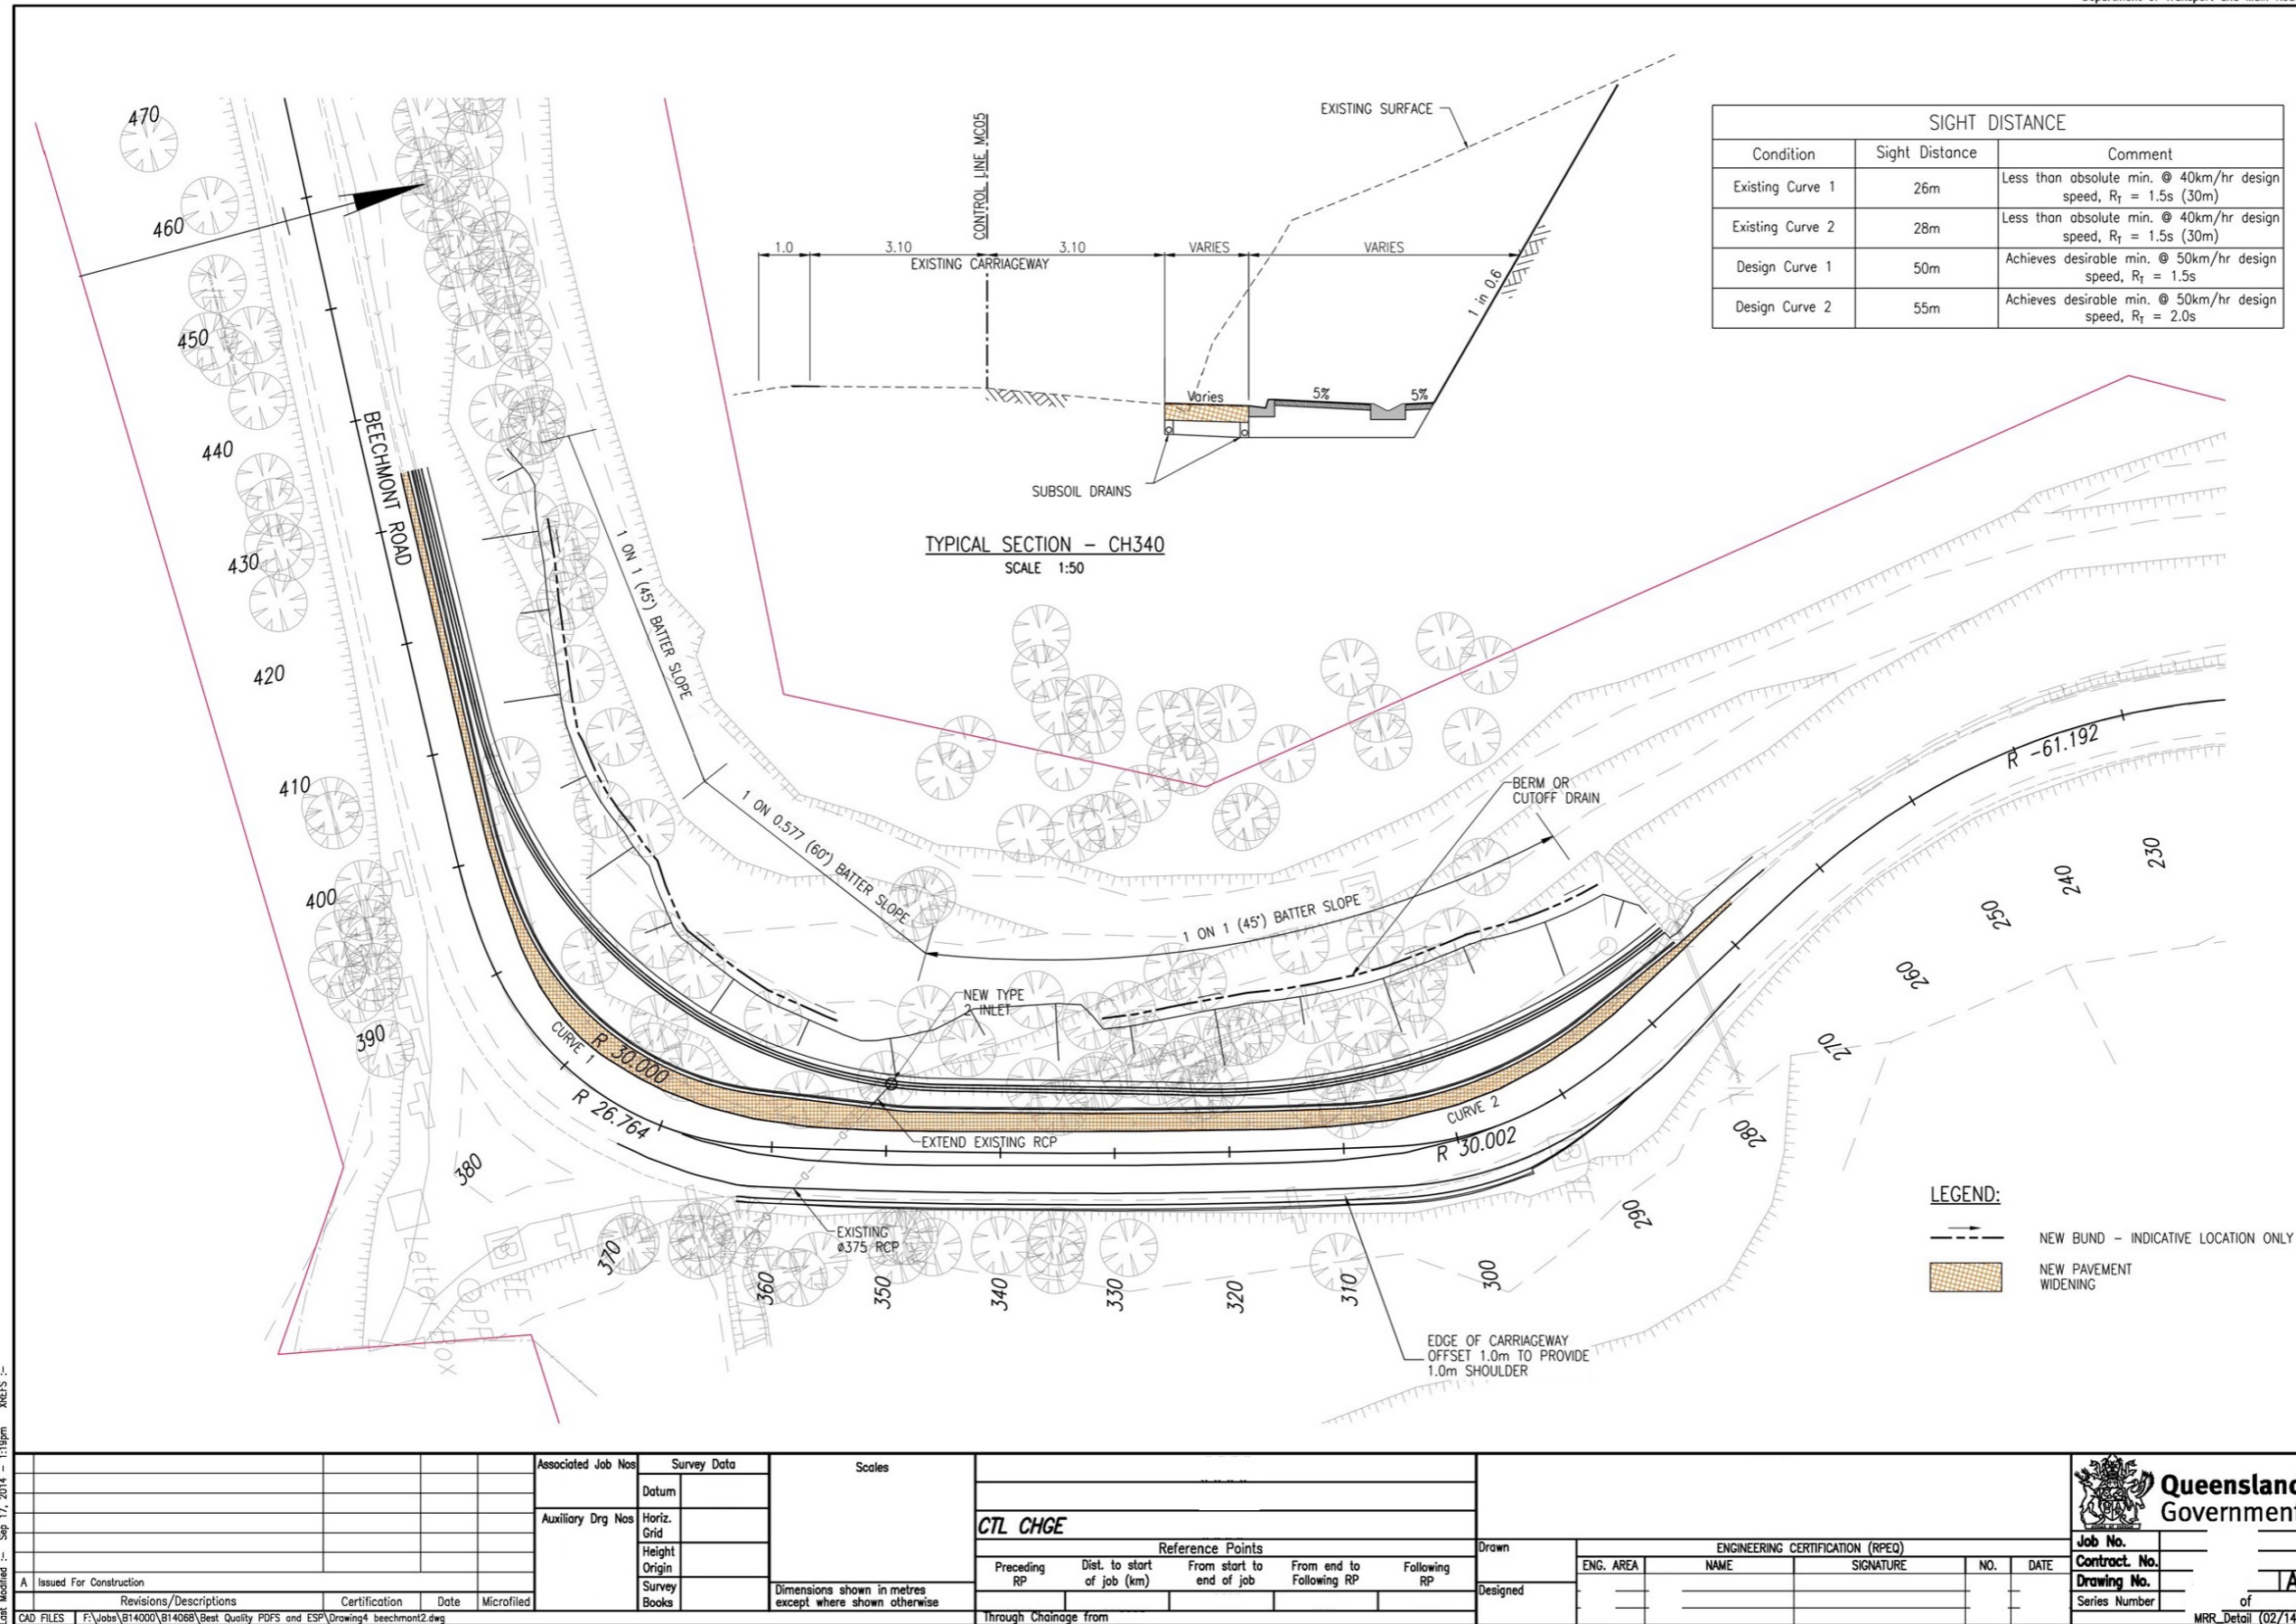 470
460
450
440
430
420
410
400
390
380
370
360
350
340
330
320
310
300
290
280
270
260
250
240
230
BEECHMONT ROAD
CONTROL LINE MC05
EXISTING SURFACE
1.0
3.10
3.10
VARIES
VARIES
EXISTING CARRIAGEWAY
1 in 0.6
Varies
5%
5%
SUBSOIL DRAINS
TYPICAL SECTION - CH340
SCALE 1:50
SIGHT DISTANCE
Condition Sight Distance Comment
Existing Curve 1 26m Less than absolute min. @ 40km/hr design
speed, RT = 1.5s (30m)
Existing Curve 2 28m Less than absolute min. @ 40km/hr design
speed, RT = 1.5s (30m)
Design Curve 1 50m Achieves desirable min. @ 50km/hr design
speed, RT = 1.5s
Design Curve 2 55m Achieves desirable min. @ 50km/hr design
speed, RT = 2.0s
1 ON 1 (45°) BATTER SLOPE
1 ON 0.577 (60°) BATTER SLOPE
1 ON 1 (45°) BATTER SLOPE
BERM OR
CUTOFF DRAIN
R -61.192
NEW TYPE
2 INLET
CURVE 1
R 30.000
R 26.764
EXTEND EXISTING RCP
CURVE 2
R 30.002
EXISTING
ø375 RCP
EDGE OF CARRIAGEWAY
OFFSET 1.0m TO PROVIDE
1.0m SHOULDER
LEGEND:
NEW BUND - INDICATIVE LOCATION ONLY
NEW PAVEMENT
WIDENING
Associated Job Nos
Auxiliary Drg Nos
Survey Data
Datum
Horiz.
Grid
Height
Origin
Survey
Books
Scales
Dimensions shown in metres
except where shown otherwise
CTL CHGE
Reference Points
Preceding
RP
Dist. to start
of job (km)
From start to
end of job
From end to
Following RP
Following
RP
Through Chainage from
Drawn
Designed
ENGINEERING CERTIFICATION (RPEQ)
ENG. AREA NAME SIGNATURE NO. DATE
Queensland
Government
Job No.
Contract. No.
Drawing No. A
Series Number of
MRR_Detail (02/14
A Issued For Construction
Revisions/Descriptions Certification Date Microfiled
CAD FILES F:\Jobs\B14000\B14068\Best Quality PDFS and ESP\Drawing4 beechmont2.dwg
Last Modified :- Sep 17, 2014 - 1:19pm XREFS :-